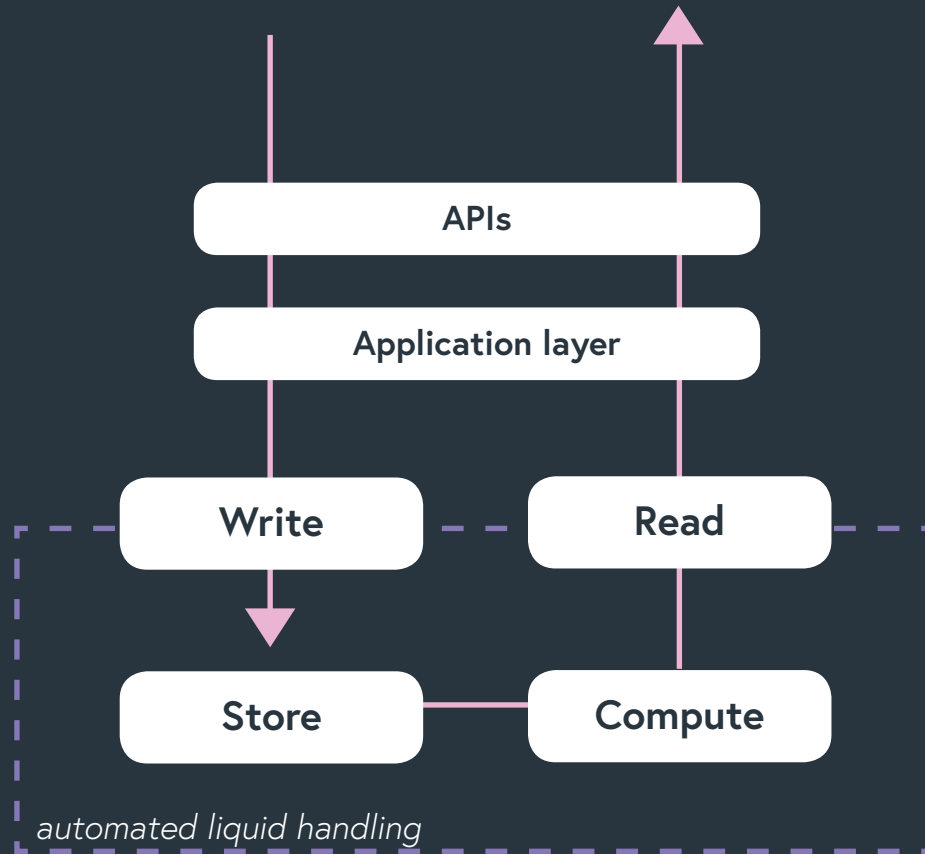 APIs
Application layer
Write
Read
Store
Compute
automated liquid handling